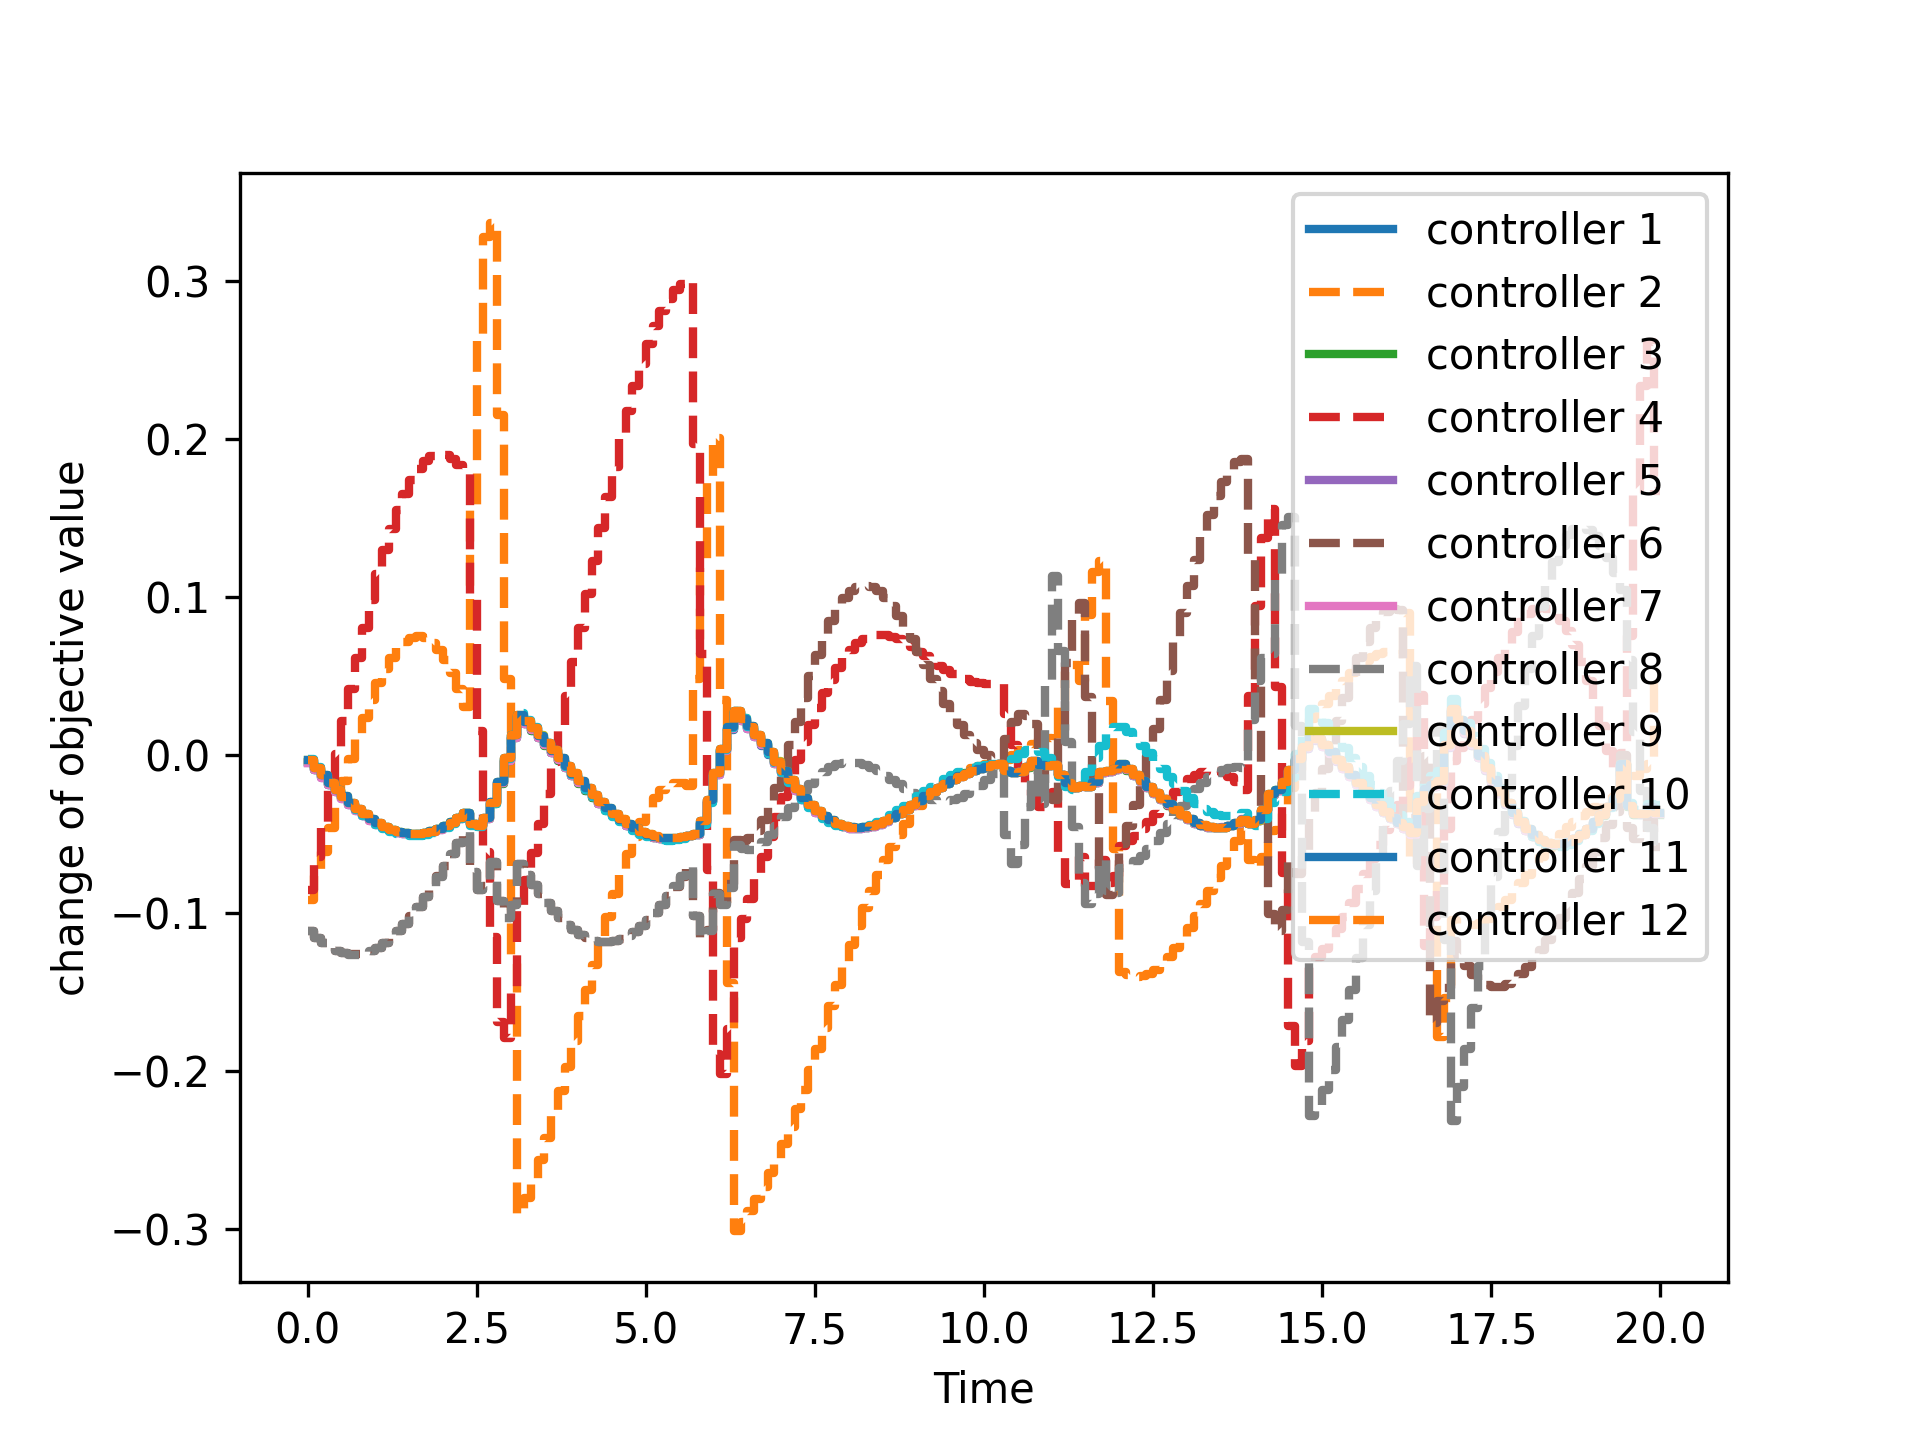 controller 1
controller 2
controller 3
controller 4
controller 5
controller 6
controller 7
controller 8
controller 9
controller 10
controller 11
controller 12
change of objective value
0.3
0.2
0.1
0.0
−0.1
−0.2
−0.3
0.0 2.5 5.0 7.5 10.0 12.5 15.0 17.5 20.0
Time